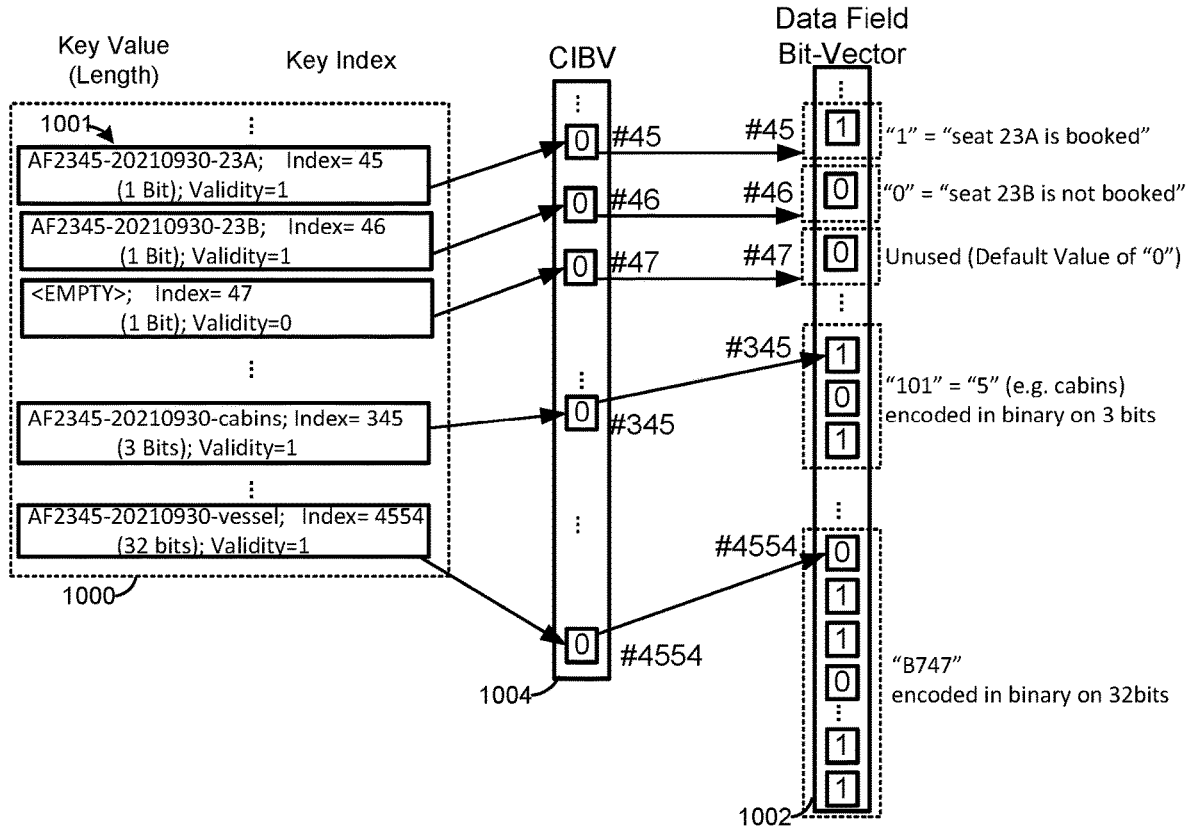 Key Value
(Length)
Key Index
CIBV
Data Field
Bit-Vector
1001
AF2345-20210930-23A; Index= 45
(1 Bit); Validity=1
AF2345-20210930-23B; Index= 46
(1 Bit); Validity=1
<EMPTY>; Index= 47
(1 Bit); Validity=0
AF2345-20210930-cabins; Index= 345
(3 Bits); Validity=1
AF2345-20210930-vessel; Index= 4554
(32 bits); Validity=1
1000
0
#45
0
#46
0
#47
0
#345
0
#4554
1004
#45
1
“1” = “seat 23A is booked”
#46
0
“0” = “seat 23B is not booked”
#47
0
Unused (Default Value of “0”)
#345
1
0
1
“101” = “5” (e.g. cabins)
encoded in binary on 3 bits
#4554
0
1
1
0
1
1
“B747”
encoded in binary on 32bits
1002